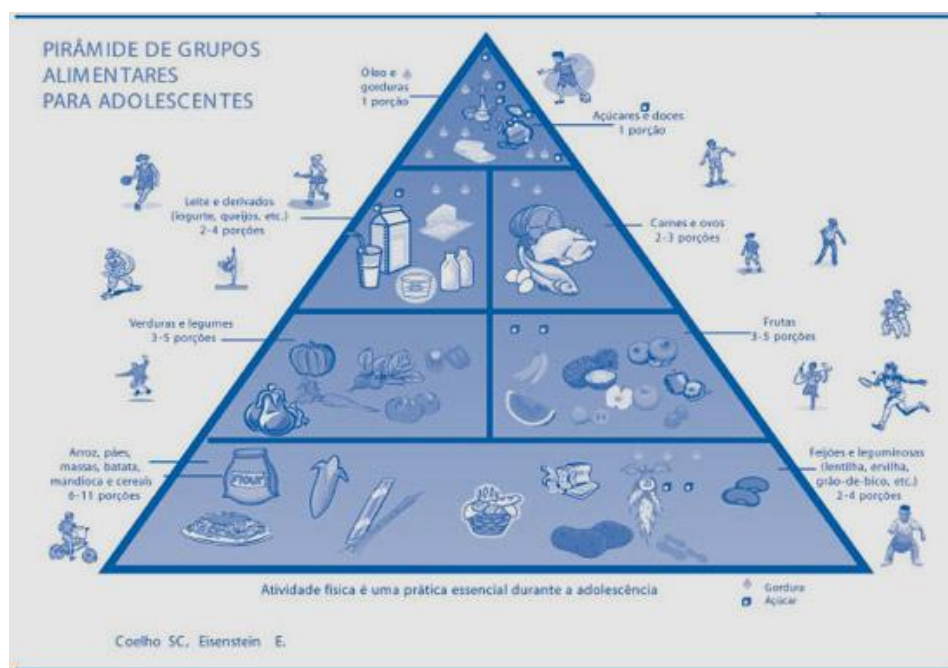 PIRÂMIDE DE GRUPOS
ALIMENTARES
PARA ADOLESCENTES
Óleo e
gorduras
1 porção
Açúcares e doces
1 porção
Leite e derivados
(iogurte, queijos, etc.)
2-4 porções
Carnes e ovos
2-3 porções
Verduras e legumes
3-5 porções
Frutas
3-5 porções
Arroz, pães,
massas, batata,
mandioca e cereais
6-11 porções
FLOUR
Feijões e leguminosas
(lentilha, ervilha,
grão-de-bico, etc.)
2-4 porções
Atividade física é uma prática essencial durante a adolescência
Gordura
Açúcar
Coelho SC, Eisenstein E.